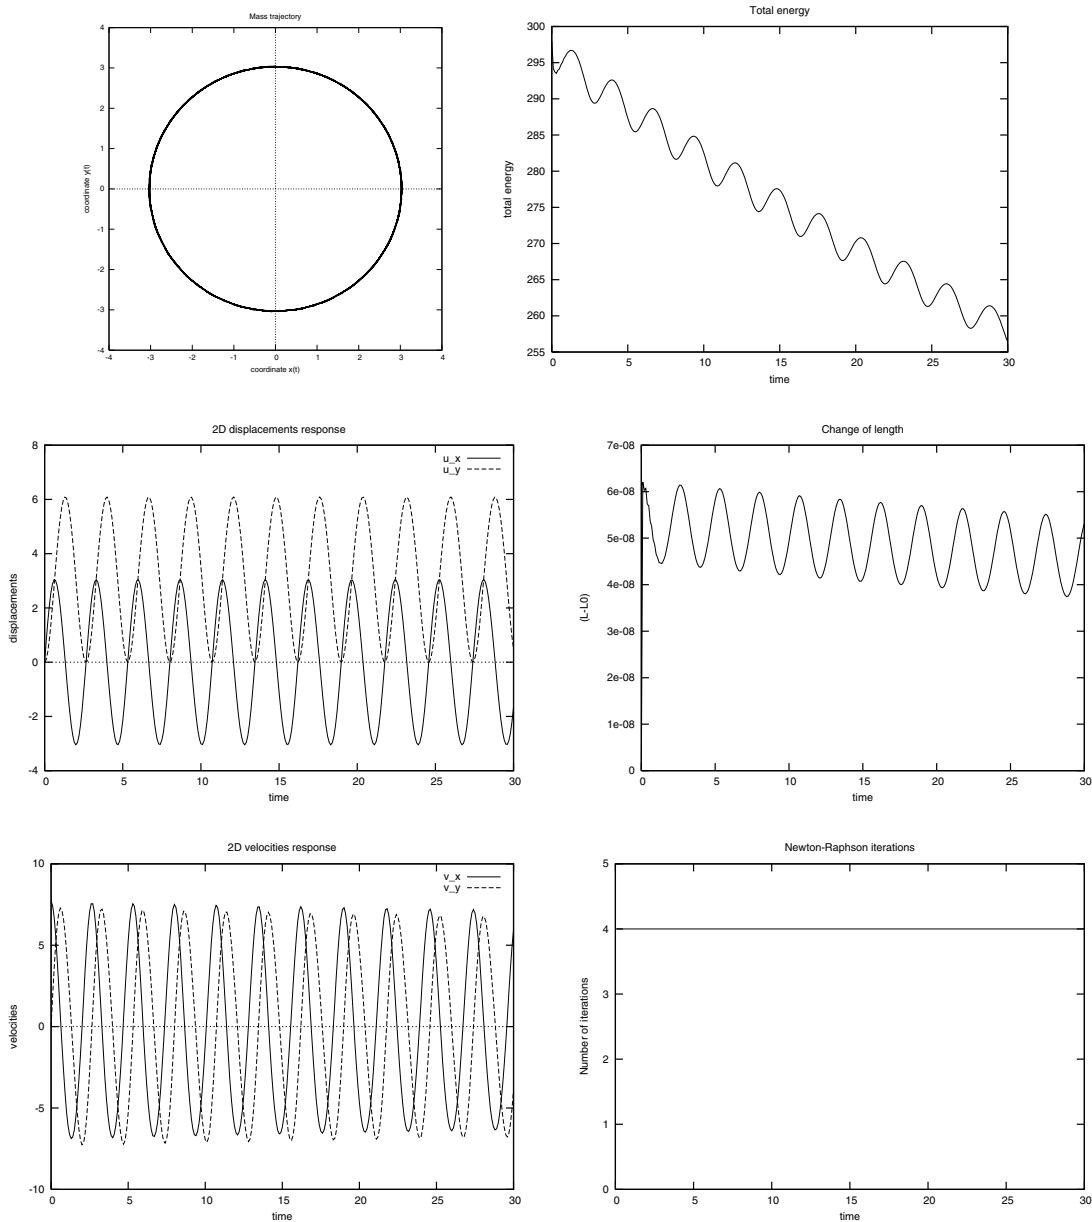 Mass trajectory
4
3
2
1
0
-1
-2
-3
-4
coordinate y(t)
-4 -3 -2 -1 0 1 2 3 4
coordinate x(t)
Total energy
300
295
290
285
280
275
270
265
260
255
total energy
0 5 10 15 20 25 30
time
2D displacements response
u_x
u_y
8
6
4
2
0
-2
-4
displacements
0 5 10 15 20 25 30
time
Change of length
7e-08
6e-08
5e-08
4e-08
3e-08
2e-08
1e-08
0
(L-L0)
0 5 10 15 20 25 30
time
2D velocities response
v_x
v_y
10
5
0
-5
-10
velocities
0 5 10 15 20 25 30
time
Newton-Raphson iterations
5
4
3
2
1
0
Number of iterations
0 5 10 15 20 25 30
time